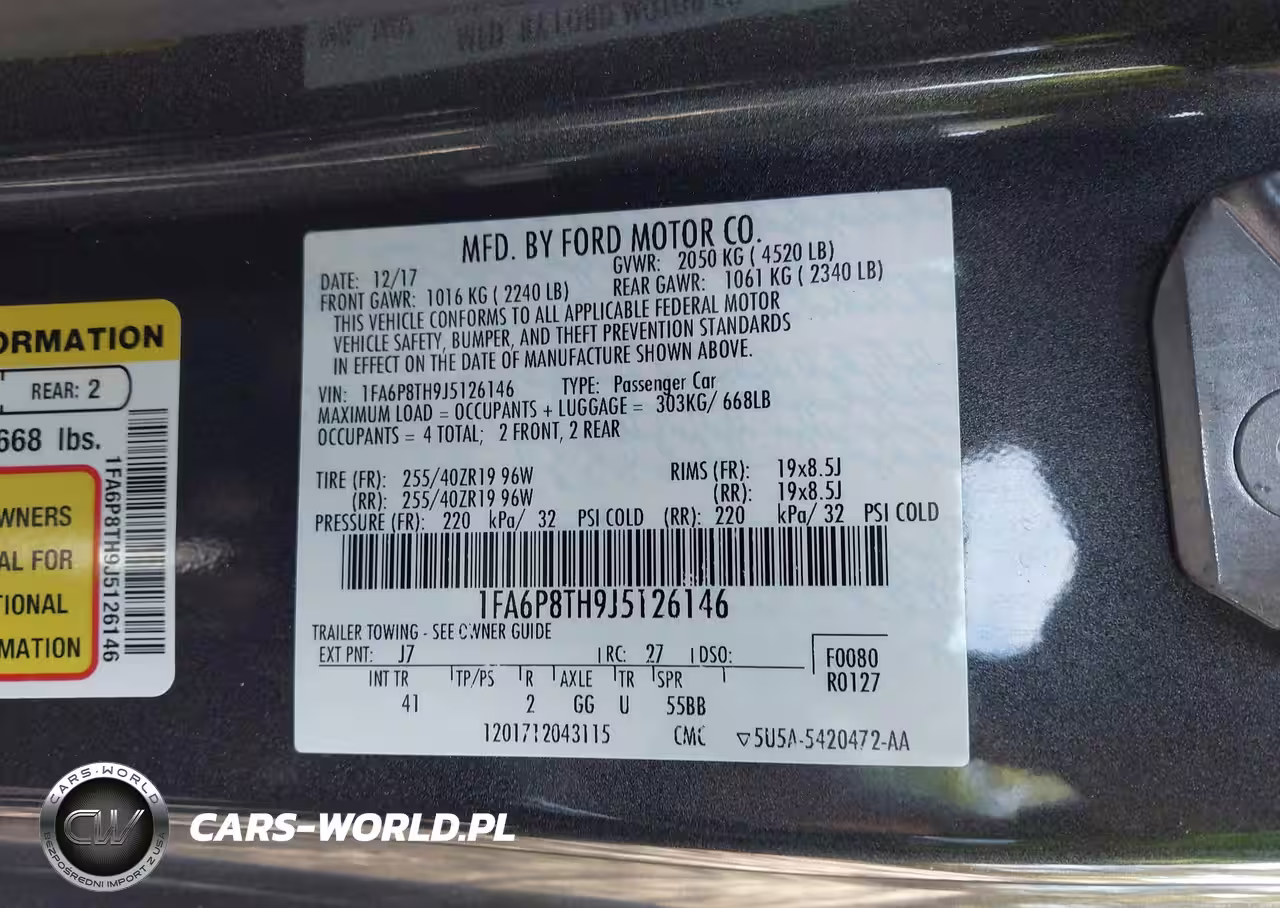 MFD. BY FORD MOTOR CO.
DATE: 12/17 GVWR: 2050 KG ( 4520 LB)
FRONT GAWR: 1016 KG ( 2240 LB) REAR GAWR: 1061 KG ( 2340 LB)
THIS VEHICLE CONFORMS TO ALL APPLICABLE FEDERAL MOTOR
VEHICLE SAFETY, BUMPER, AND THEFT PREVENTION STANDARDS
IN EFFECT ON THE DATE OF MANUFACTURE SHOWN ABOVE.
VIN: 1FA6P8TH9J5126146 TYPE: Passenger Car
MAXIMUM LOAD = OCCUPANTS + LUGGAGE = 303KG/ 668LB
OCCUPANTS = 4 TOTAL; 2 FRONT, 2 REAR
TIRE (FR): 255/40ZR19 96W RIMS (FR): 19x8.5J
(RR): 255/40ZR19 96W (RR): 19x8.5J
PRESSURE (FR): 220 kPa/ 32 PSI COLD (RR): 220 kPa/ 32 PSI COLD
1FA6P8TH9J5126146
TRAILER TOWING - SEE OWNER GUIDE
EXT PNT: J7 RC: 27 DSO: F0080
R0127
INT TR TP/PS R AXLE TR SPR
41 2 GG U 55BB
1201712043115 CMC ▽5U5A-5420472-AA
ORMATION
REAR: 2
668 lbs.
WNERS
AL FOR
TIONAL
MATION
1FA6P8TH9J5126146
CARS-WORLD
CW
BEZPOŚREDNI IMPORT Z USA
CARS-WORLD.PL